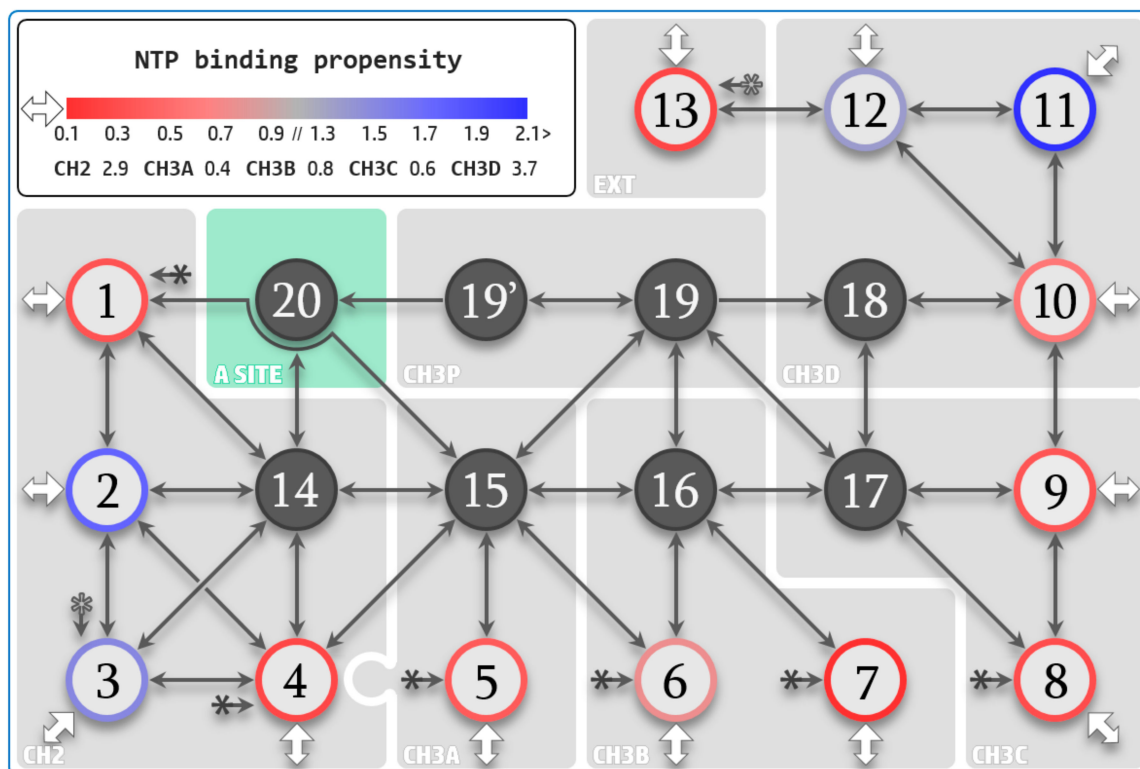 NTP binding propensity
0.1 0.3 0.5 0.7 0.9 // 1.3 1.5 1.7 1.9 2.1>
CH2 2.9 CH3A 0.4 CH3B 0.8 CH3C 0.6 CH3D 3.7
13 * 12 11
EXT
1 * 20 19’ 19 18 10
A SITE CH3P CH3D
2 14 15 16 17 9
*
3 4 5 6 7 8
* * * * *
CH2 CH3A CH3B CH3C